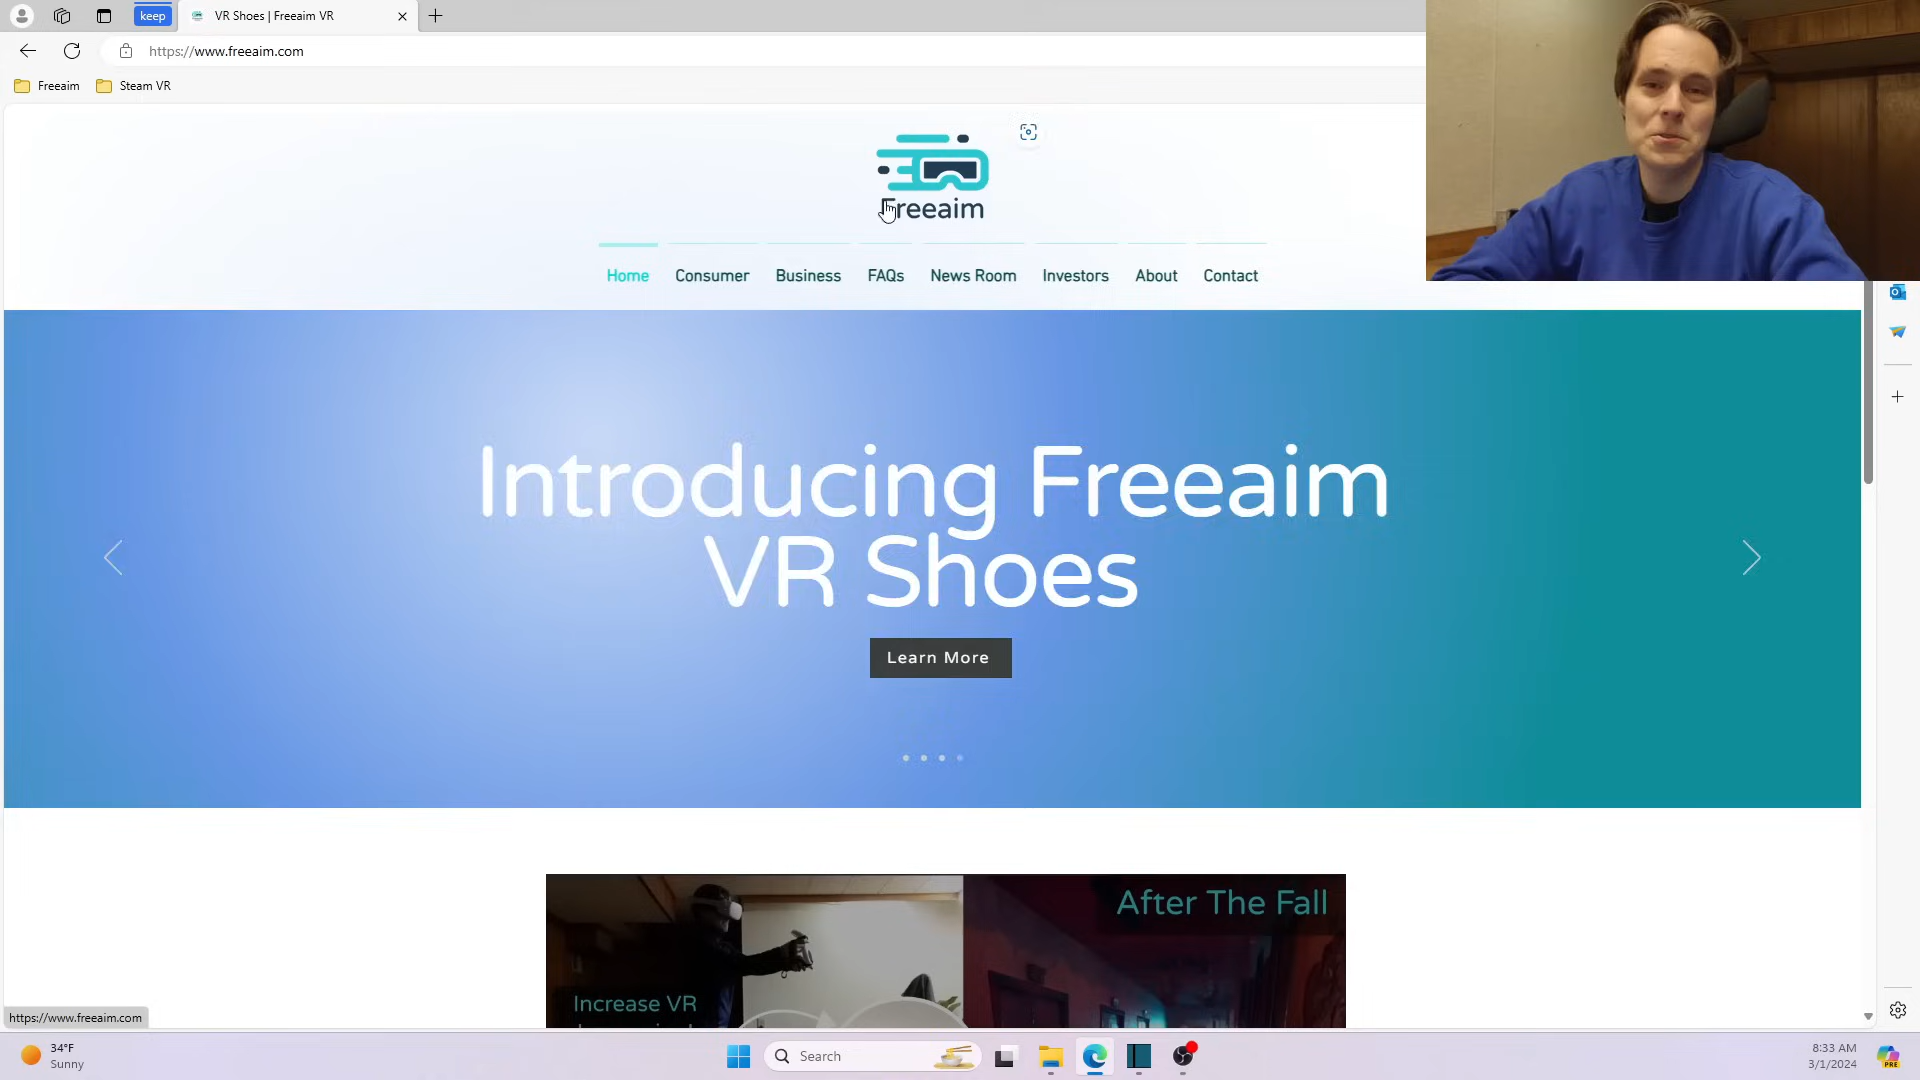 keep
VR Shoes | Freeaim VR
https://www.freeaim.com
Freeaim
Steam VR
Freeaim
Home
Consumer
Business
FAQs
News Room
Investors
About
Contact
Introducing Freeaim
VR Shoes
Learn More
After The Fall
Increase VR
https://www.freeaim.com
34°F
Sunny
Search
8:33 AM
3/1/2024
PRE